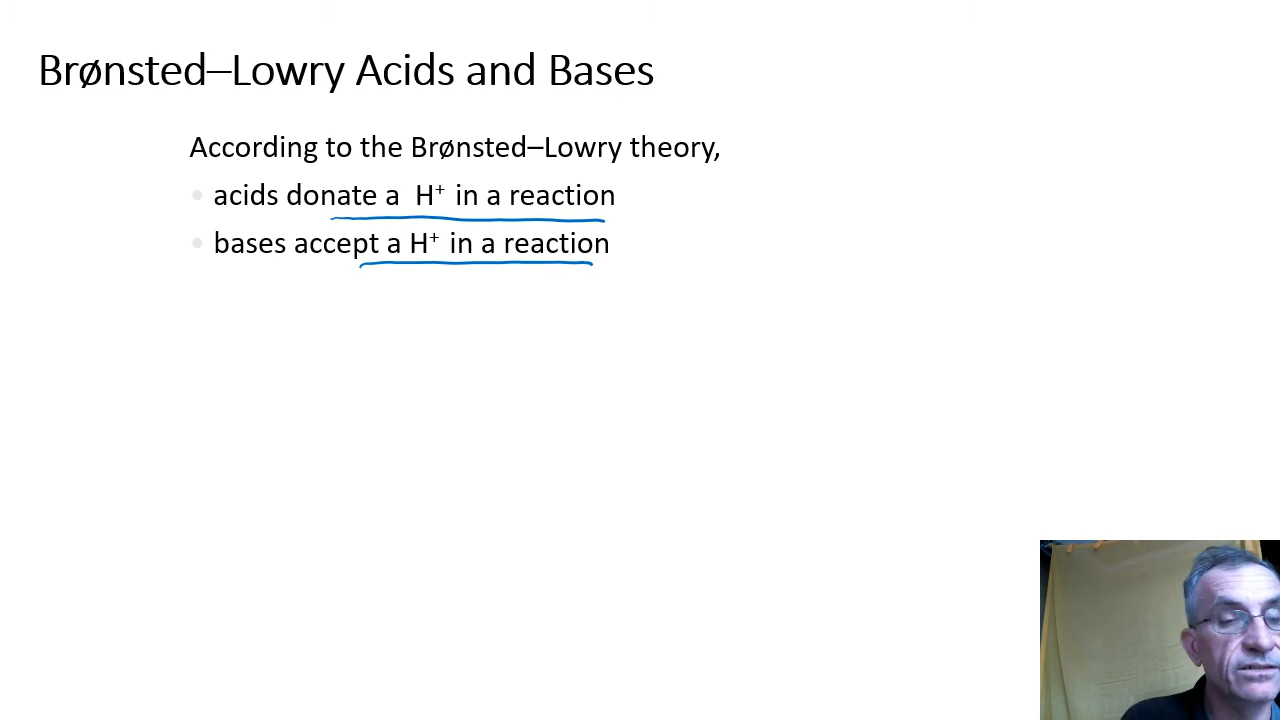 Brønsted–Lowry Acids and Bases
According to the Brønsted–Lowry theory,
• acids donate a H⁺ in a reaction
• bases accept a H⁺ in a reaction